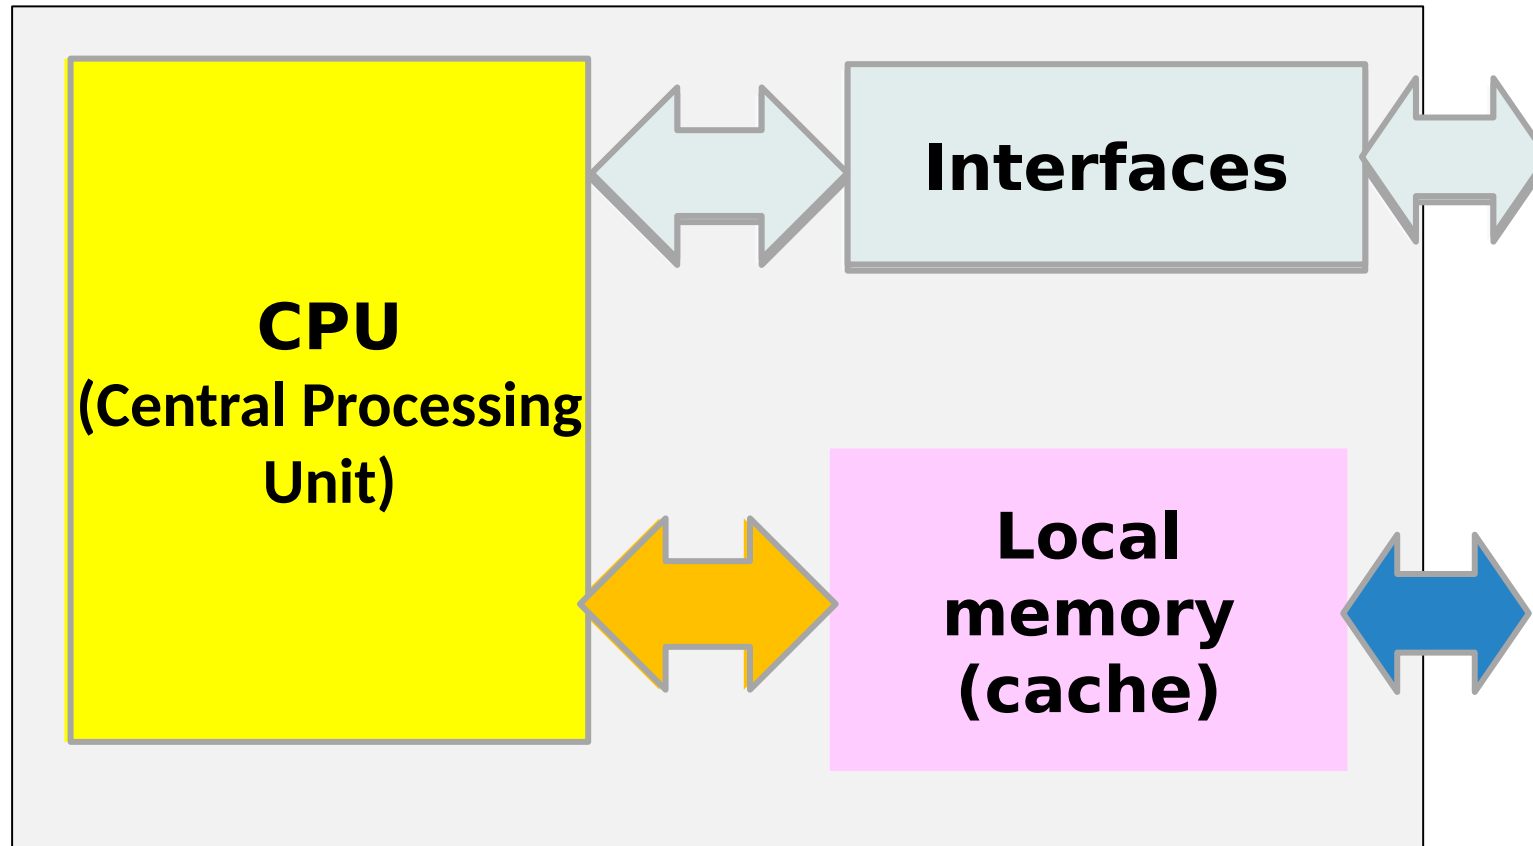 CPU
(Central Processing
Unit)
Interfaces
Local
memory
(cache)